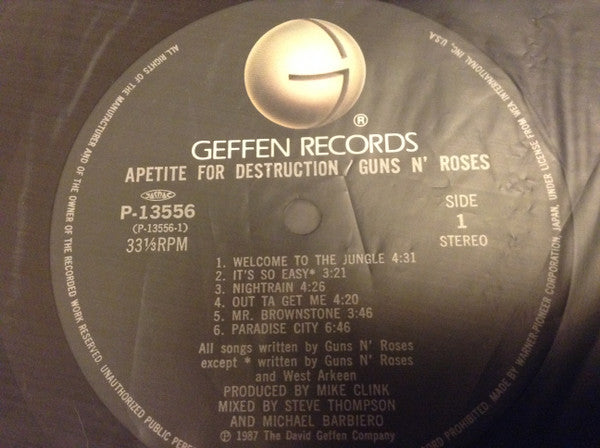 ®
GEFFEN RECORDS
APETITE FOR DESTRUCTION / GUNS N' ROSES
P-13556
(P-13556-1)
33⅓RPM
SIDE
1
STEREO
1. WELCOME TO THE JUNGLE 4:31
2. IT'S SO EASY* 3:21
3. NIGHTRAIN 4:26
4. OUT TA GET ME 4:20
5. MR. BROWNSTONE 3:46
6. PARADISE CITY 6:46
All songs written by Guns N' Roses
except * written by Guns N' Roses
and West Arkeen
PRODUCED BY MIKE CLINK
MIXED BY STEVE THOMPSON
AND MICHAEL BARBIERO
℗ 1987 The David Geffen Company
ALL RIGHTS OF THE MANUFACTURER AND OF THE OWNER OF THE RECORDED WORK RESERVED. UNAUTHORIZED PUBLIC PER
PROHIBITED. MADE BY WARNER-PIONEER CORPORATION, JAPAN, UNDER LICENSE FROM WEA INTERNATIONAL INC., U.S.A.